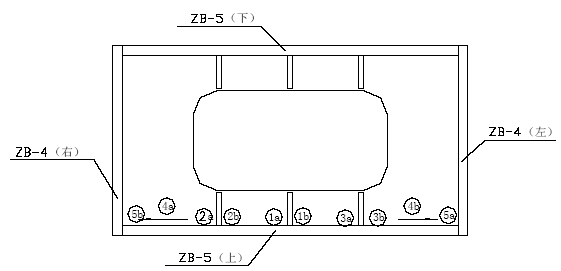 ZB-5（下）
ZB-4（左）
ZB-4（右）
5b 4a 2a 2b 1a 1b 3a 3b 4b 5a
ZB-5（上）